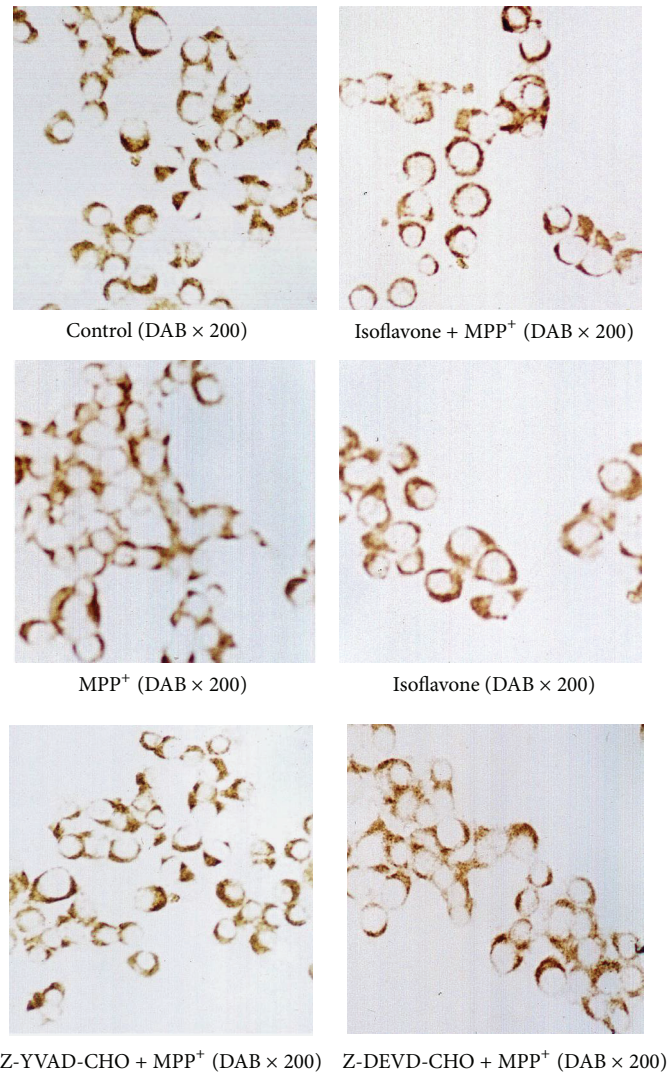 Control (DAB × 200)
Isoflavone + MPP⁺ (DAB × 200)
MPP⁺ (DAB × 200)
Isoflavone (DAB × 200)
Z-YVAD-CHO + MPP⁺ (DAB × 200)
Z-DEVD-CHO + MPP⁺ (DAB × 200)